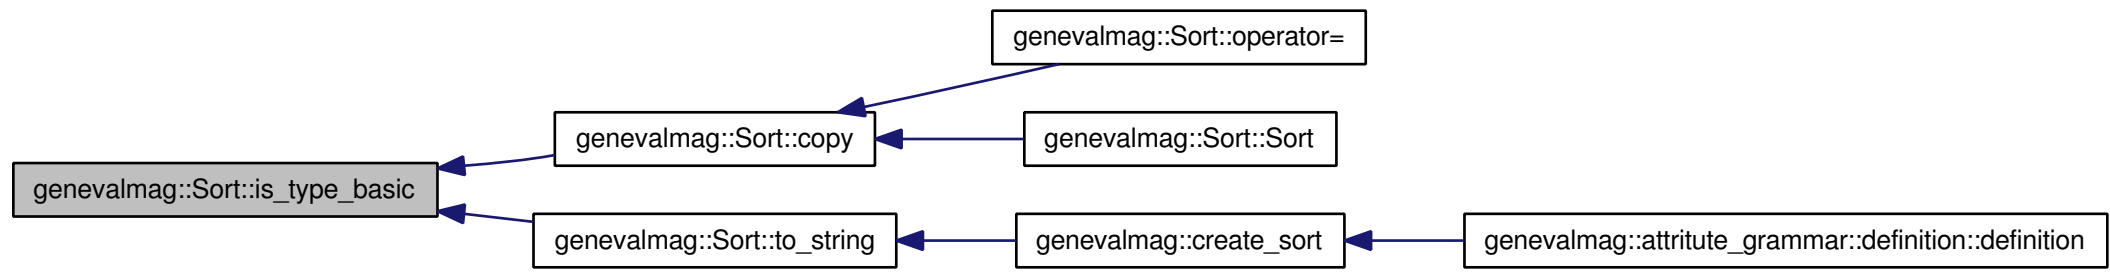 genevalmag::Sort::operator=
genevalmag::Sort::copy
genevalmag::Sort::Sort
genevalmag::Sort::is_type_basic
genevalmag::Sort::to_string
genevalmag::create_sort
genevalmag::attritute_grammar::definition::definition